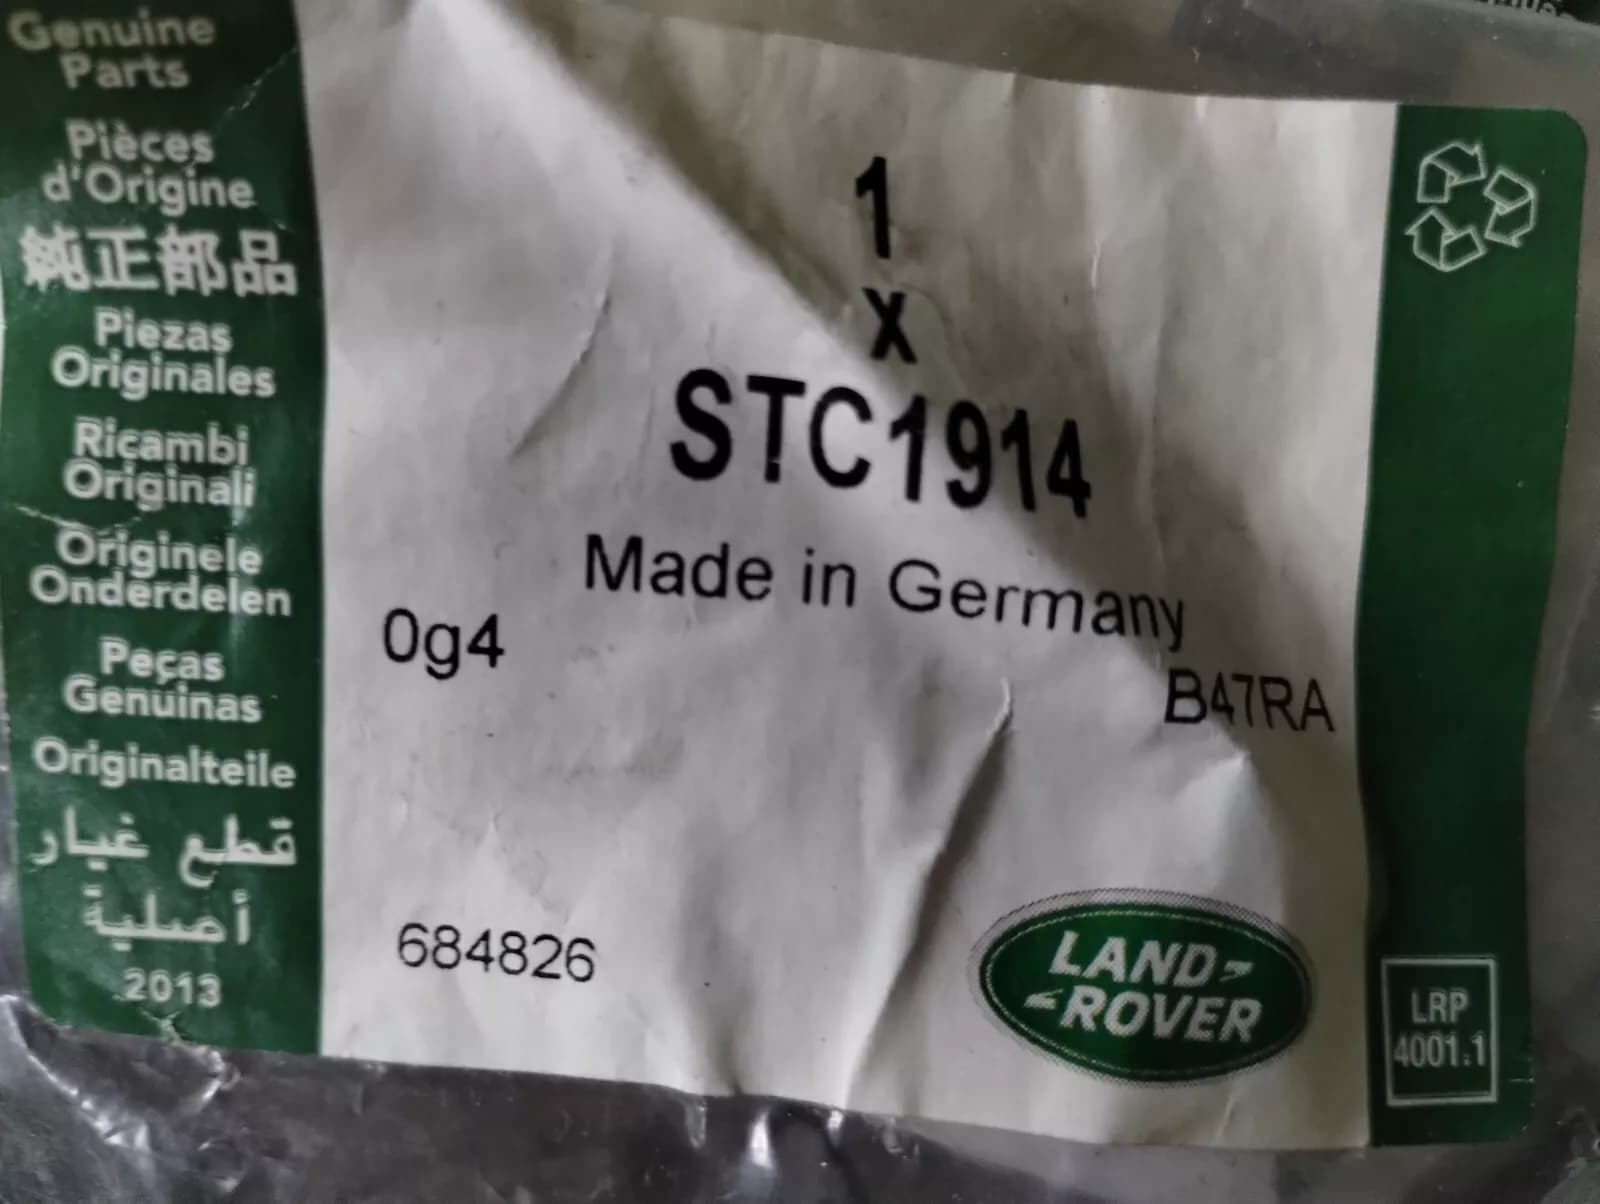 Genuine
Parts
Pièces
d'Origine
純正部品
Piezas
Originales
Ricambi
Originali
Originele
Onderdelen
Peças
Genuinas
Originalteile
قطع غيار
أصلية
2013
1
x
STC1914
Made in Germany
0g4
B47RA
684826
LAND-
-ROVER
LRP
4001.1